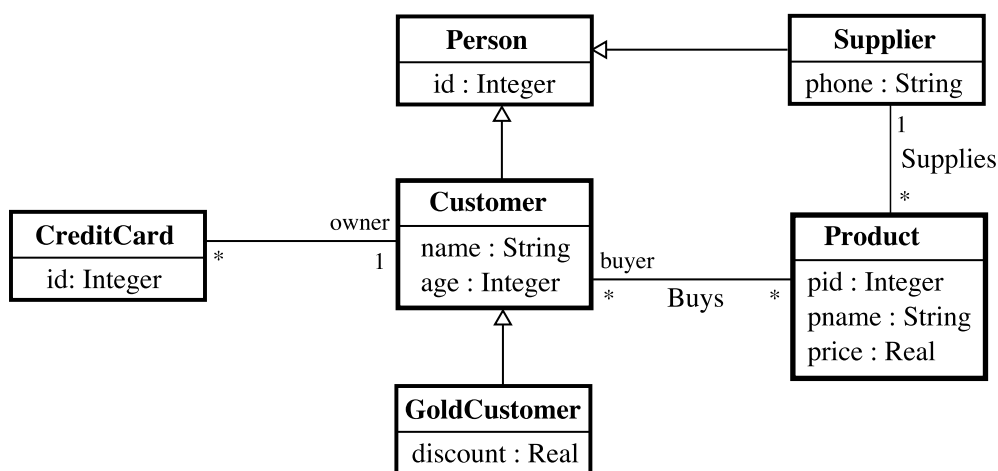 Person
id : Integer
Supplier
phone : String
1
Supplies
*
CreditCard
id: Integer
*
owner
1
Customer
name : String
age : Integer
buyer
*
Buys
*
Product
pid : Integer
pname : String
price : Real
GoldCustomer
discount : Real